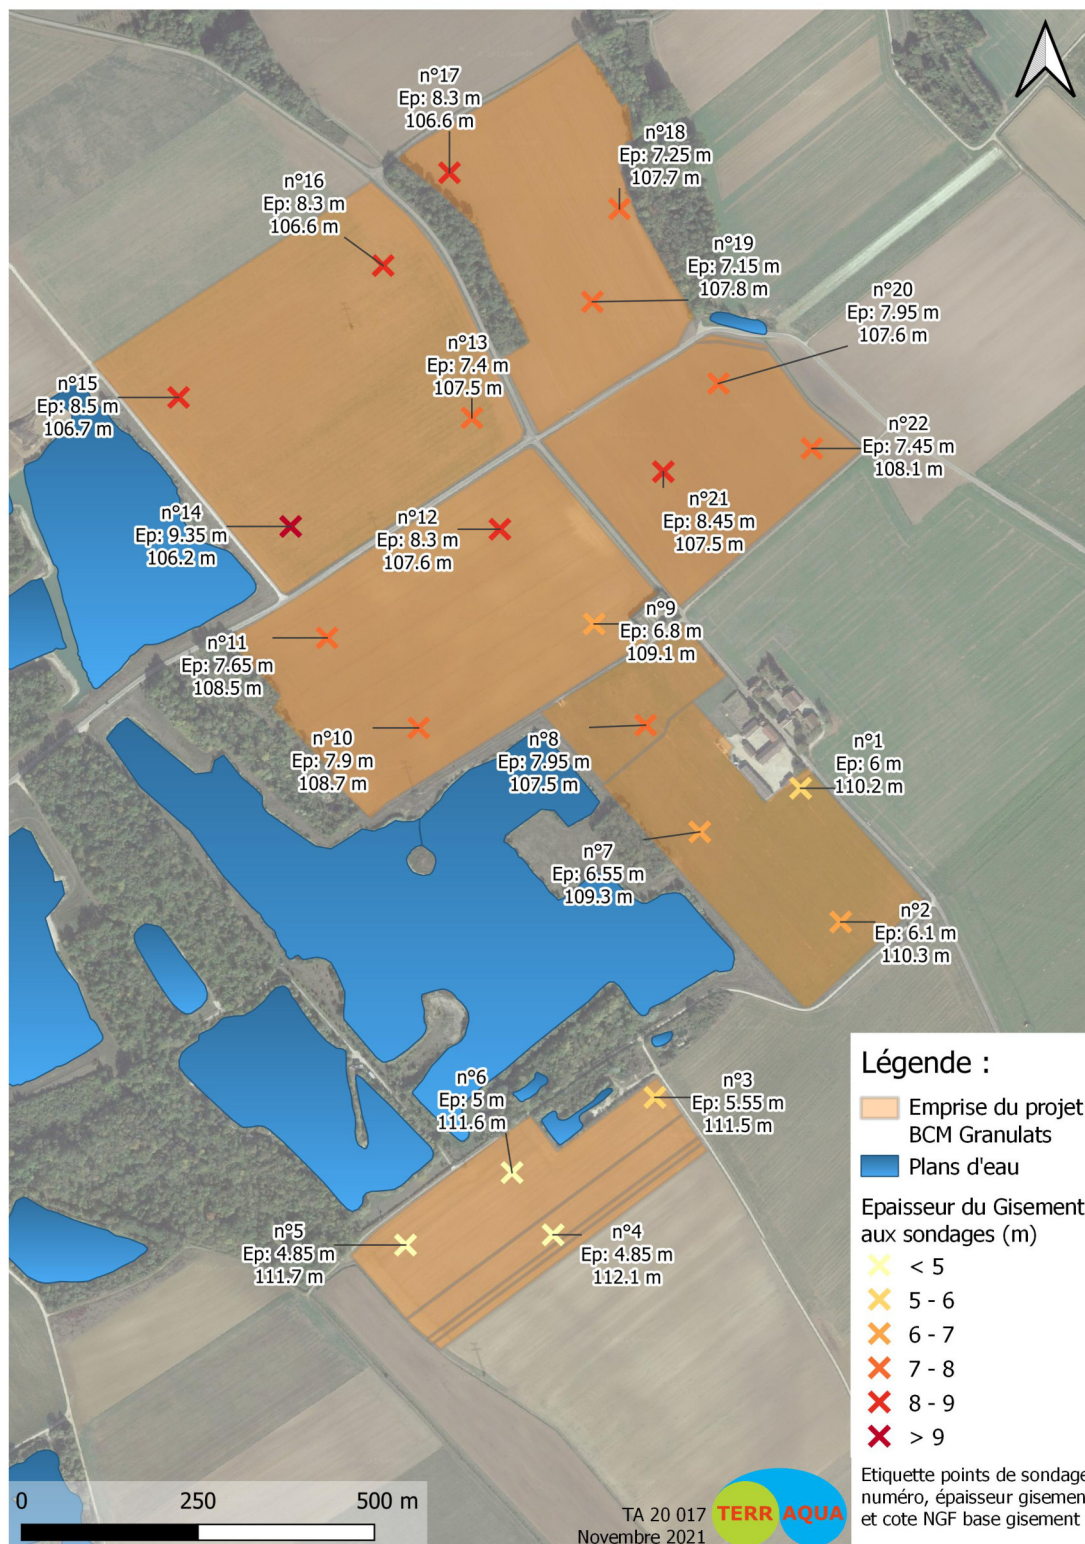 n°17
Ep: 8.3 m
106.6 m
n°18
Ep: 7.25 m
107.7 m
n°16
Ep: 8.3 m
106.6 m
n°19
Ep: 7.15 m
107.8 m
n°20
Ep: 7.95 m
107.6 m
n°13
Ep: 7.4 m
107.5 m
n°15
Ep: 8.5 m
106.7 m
n°22
Ep: 7.45 m
108.1 m
n°14
Ep: 9.35 m
106.2 m
n°12
Ep: 8.3 m
107.6 m
n°21
Ep: 8.45 m
107.5 m
n°9
Ep: 6.8 m
109.1 m
n°11
Ep: 7.65 m
108.5 m
n°10
Ep: 7.9 m
108.7 m
n°8
Ep: 7.95 m
107.5 m
n°1
Ep: 6 m
110.2 m
n°7
Ep: 6.55 m
109.3 m
n°2
Ep: 6.1 m
110.3 m
n°6
Ep: 5 m
111.6 m
n°3
Ep: 5.55 m
111.5 m
n°5
Ep: 4.85 m
111.7 m
n°4
Ep: 4.85 m
112.1 m
Légende :
Emprise du projet
BCM Granulats
Plans d'eau
Epaisseur du Gisement
aux sondages (m)
< 5
5 - 6
6 - 7
7 - 8
8 - 9
> 9
Etiquette points de sondage
numéro, épaisseur gisemen
et cote NGF base gisement
0 250 500 m
TA 20 017
Novembre 2021
TERR AQUA